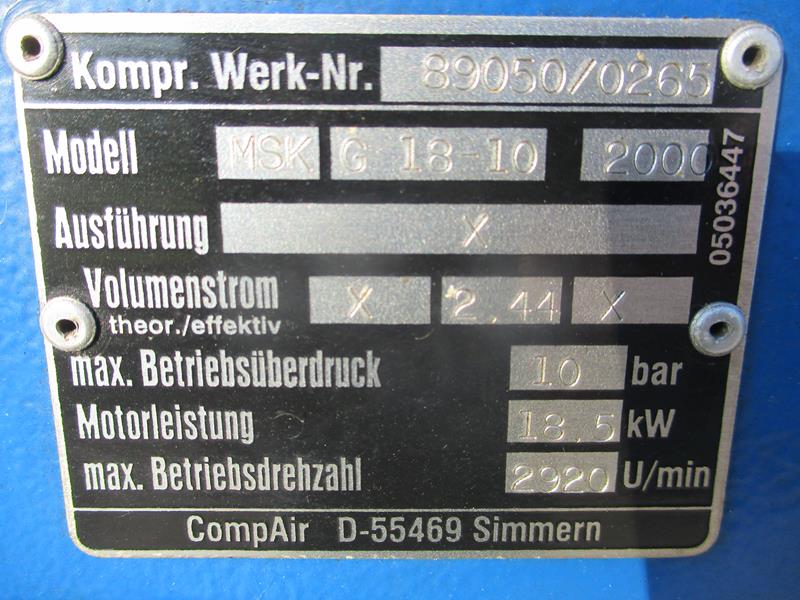 Kompr. Werk-Nr. 89050/0265
Modell MSK G 18-10 2000
Ausführung X
Volumenstrom X 2.44 X
theor./effektiv
max. Betriebsüberdruck 10 bar
Motorleistung 18.5 kW
max. Betriebsdrehzahl 2920 U/min
CompAir D-55469 Simmern
05036447